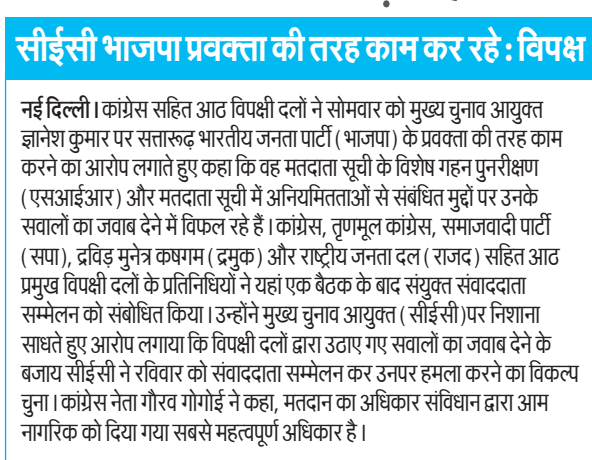 सीईसी भाजपा प्रवक्ता की तरह काम कर रहे : विपक्ष
नई दिल्ली। कांग्रेस सहित आठ विपक्षी दलों ने सोमवार को मुख्य चुनाव आयुक्त
ज्ञानेश कुमार पर सत्तारूढ़ भारतीय जनता पार्टी ( भाजपा ) के प्रवक्ता की तरह काम
करने का आरोप लगाते हुए कहा कि वह मतदाता सूची के विशेष गहन पुनरीक्षण
( एसआईआर ) और मतदाता सूची में अनियमितताओं से संबंधित मुद्दों पर उनके
सवालों का जवाब देने में विफल रहे हैं । कांग्रेस, तृणमूल कांग्रेस, समाजवादी पार्टी
( सपा ), द्रविड़ मुनेत्र कषगम ( द्रमुक ) और राष्ट्रीय जनता दल ( राजद ) सहित आठ
प्रमुख विपक्षी दलों के प्रतिनिधियों ने यहां एक बैठक के बाद संयुक्त संवाददाता
सम्मेलन को संबोधित किया । उन्होंने मुख्य चुनाव आयुक्त ( सीईसी )पर निशाना
साधते हुए आरोप लगाया कि विपक्षी दलों द्वारा उठाए गए सवालों का जवाब देने के
बजाय सीईसी ने रविवार को संवाददाता सम्मेलन कर उनपर हमला करने का विकल्प
चुना । कांग्रेस नेता गौरव गोगोई ने कहा, मतदान का अधिकार संविधान द्वारा आम
नागरिक को दिया गया सबसे महत्वपूर्ण अधिकार है ।